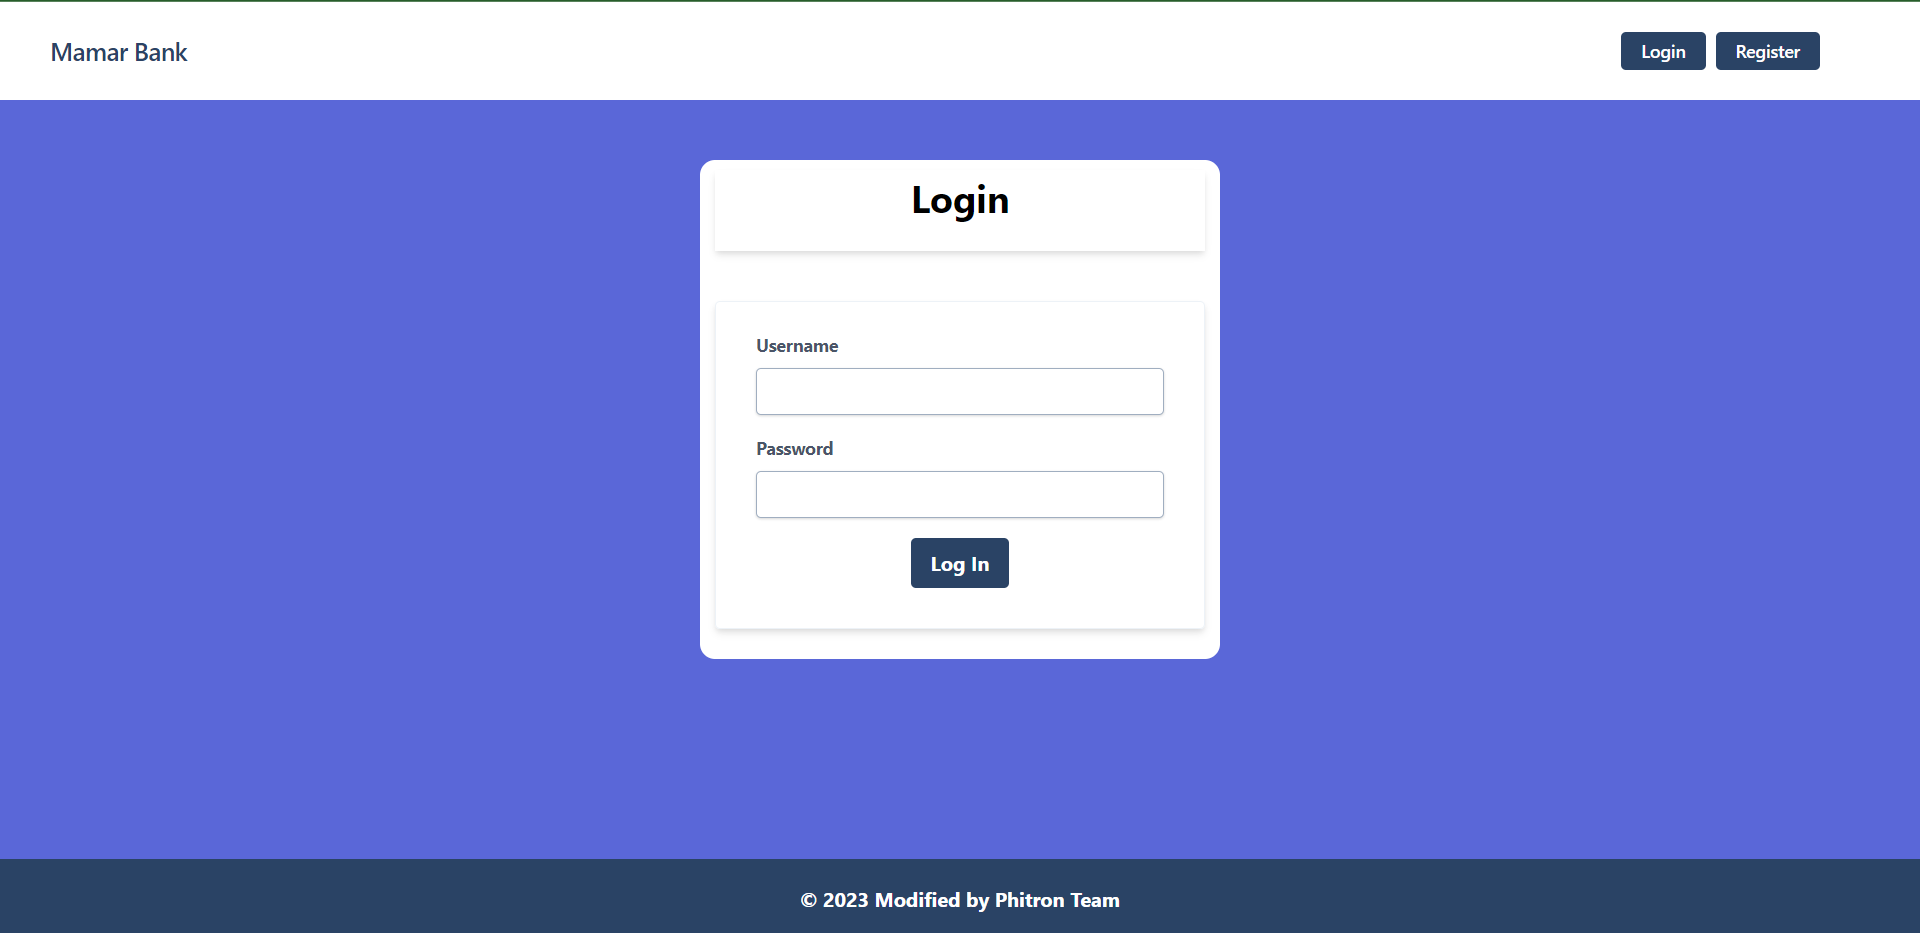 Mamar Bank
Login
Register
Login
Username
Password
Log In
© 2023 Modified by Phitron Team